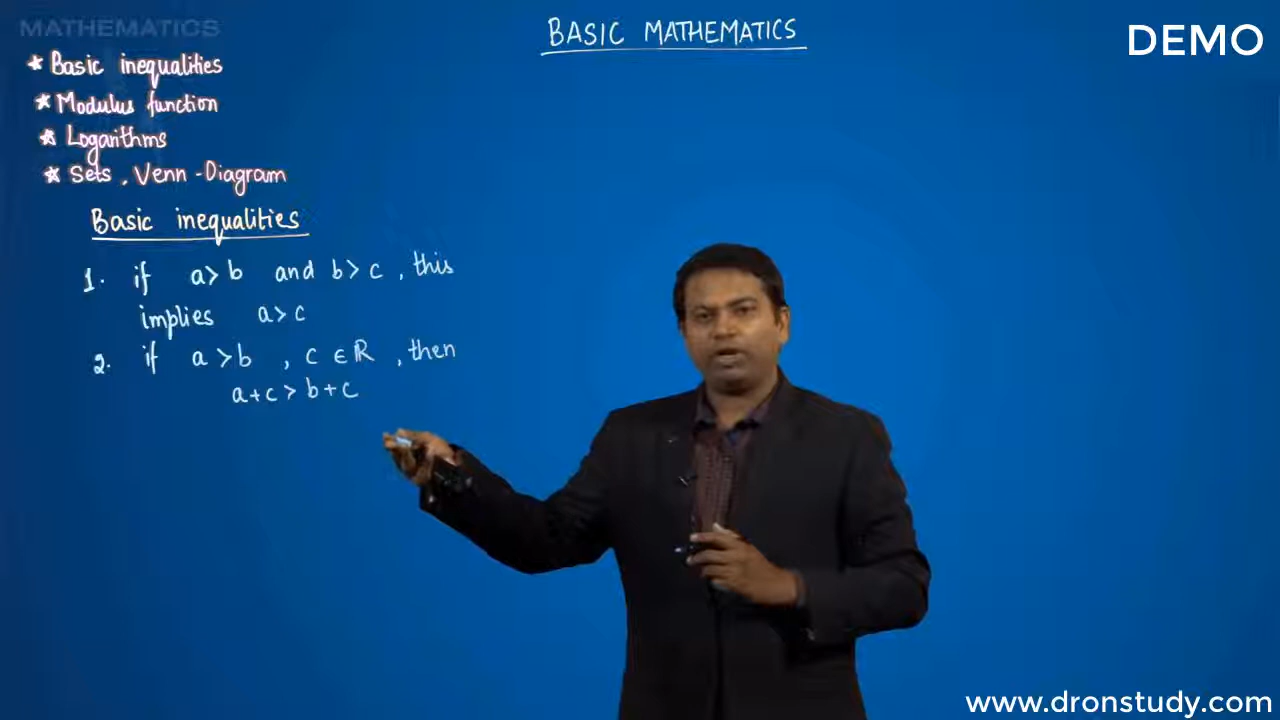 MATHEMATICS
BASIC MATHEMATICS
DEMO
* Basic inequalities
* Modulus function
* Logarithms
* Sets, Venn-Diagram
Basic inequalities
1. if a > b and b > c, this
implies a > c
2. if a > b, c ∈ ℝ, then
a+c > b+c
www.dronstudy.com